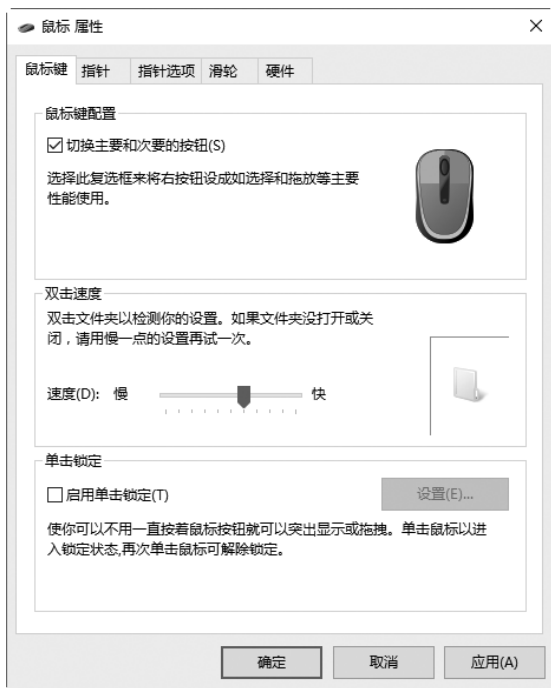 鼠标 属性
鼠标键 指针 指针选项 滑轮 硬件
鼠标键配置
切换主要和次要的按钮(S)
选择此复选框来将右按钮设成如选择和拖放等主要
性能使用。
双击速度
双击文件夹以检测你的设置。如果文件夹没打开或关
闭，请用慢一点的设置再试一次。
速度(D): 慢 快
单击锁定
启用单击锁定(T) 设置(E)...
使你可以不用一直按着鼠标按钮就可以突出显示或拖拽。单击鼠标以进
入锁定状态,再次单击鼠标可解除锁定。
确定 取消 应用(A)